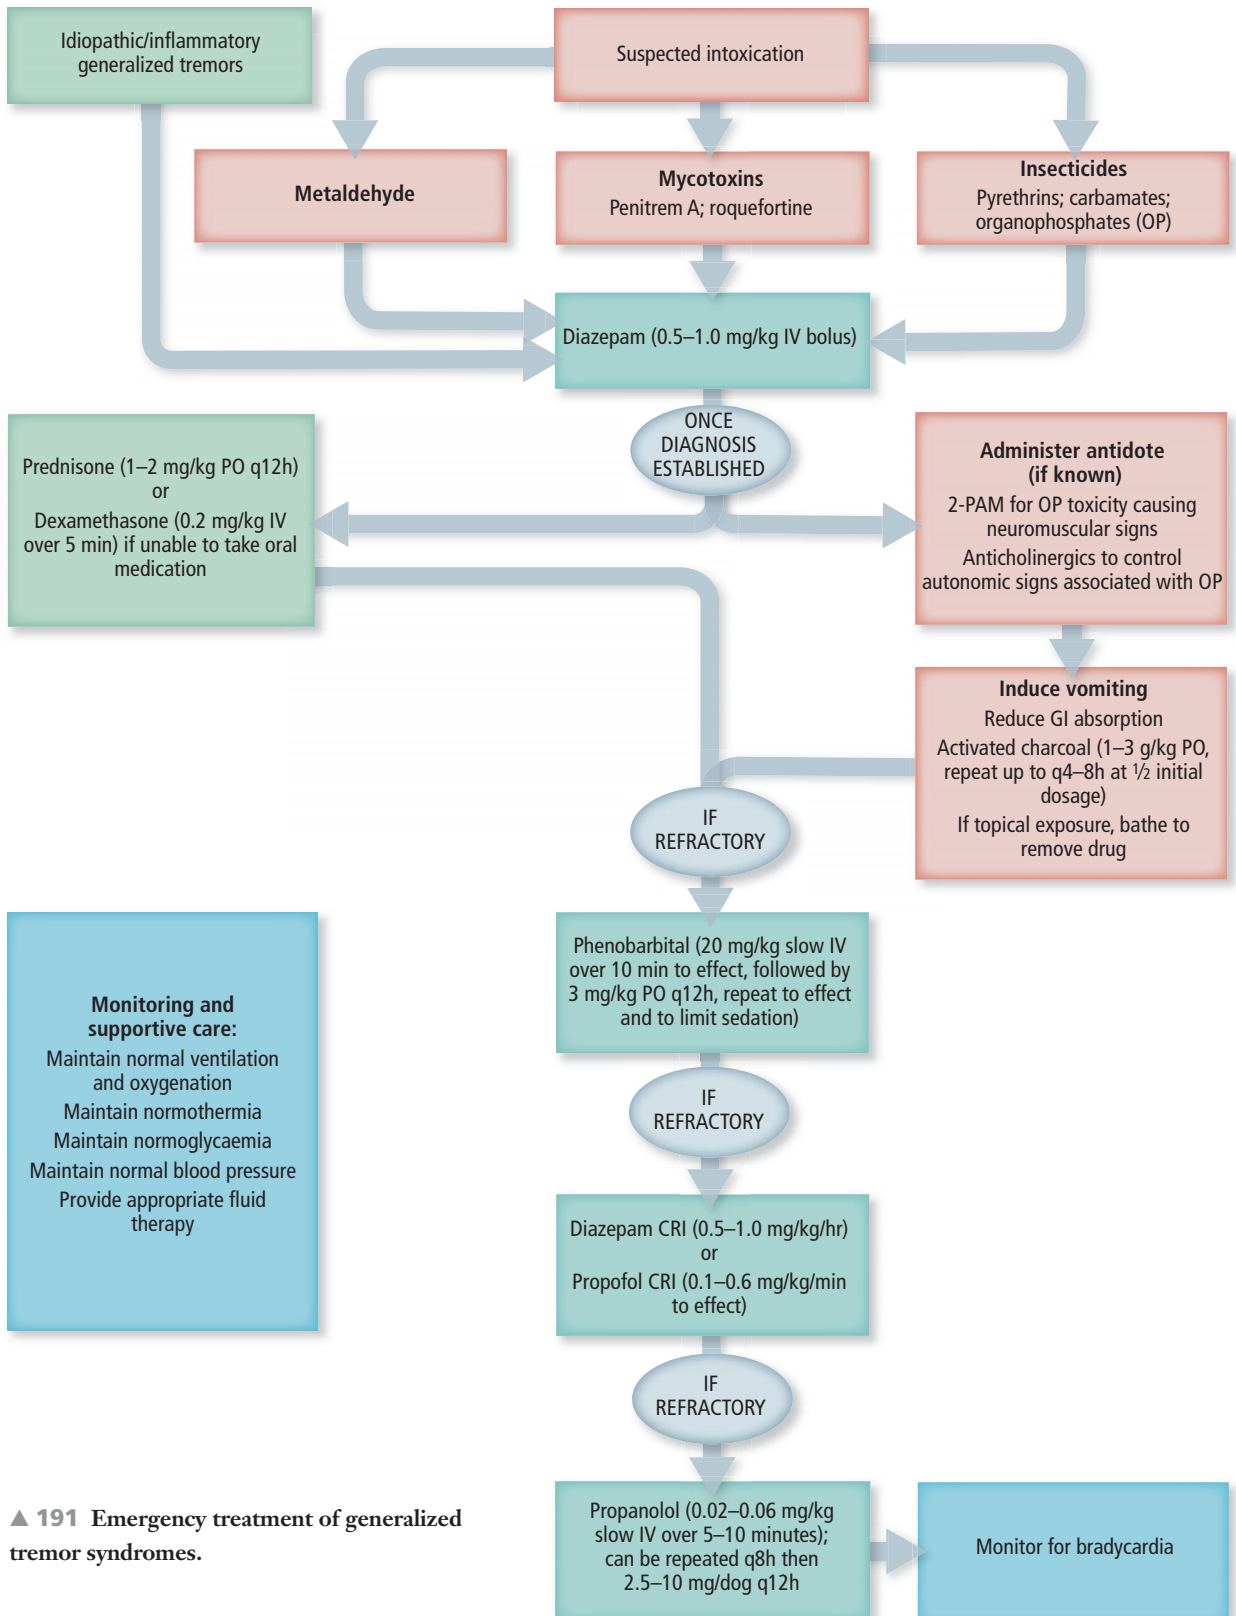 Idiopathic/inflammatory
generalized tremors
Suspected intoxication
Metaldehyde
Mycotoxins
Penitrem A; roquefortine
Insecticides
Pyrethrins; carbamates;
organophosphates (OP)
Diazepam (0.5–1.0 mg/kg IV bolus)
ONCE
DIAGNOSIS
ESTABLISHED
Prednisone (1–2 mg/kg PO q12h)
or
Dexamethasone (0.2 mg/kg IV
over 5 min) if unable to take oral
medication
Administer antidote
(if known)
2-PAM for OP toxicity causing
neuromuscular signs
Anticholinergics to control
autonomic signs associated with OP
Induce vomiting
Reduce GI absorption
Activated charcoal (1–3 g/kg PO,
repeat up to q4–8h at ½ initial
dosage)
If topical exposure, bathe to
remove drug
IF
REFRACTORY
Phenobarbital (20 mg/kg slow IV
over 10 min to effect, followed by
3 mg/kg PO q12h, repeat to effect
and to limit sedation)
Monitoring and
supportive care:
Maintain normal ventilation
and oxygenation
Maintain normothermia
Maintain normoglycaemia
Maintain normal blood pressure
Provide appropriate fluid
therapy
IF
REFRACTORY
Diazepam CRI (0.5–1.0 mg/kg/hr)
or
Propofol CRI (0.1–0.6 mg/kg/min
to effect)
IF
REFRACTORY
Propanolol (0.02–0.06 mg/kg
slow IV over 5–10 minutes);
can be repeated q8h then
2.5–10 mg/dog q12h
Monitor for bradycardia
▲ 191 Emergency treatment of generalized
tremor syndromes.